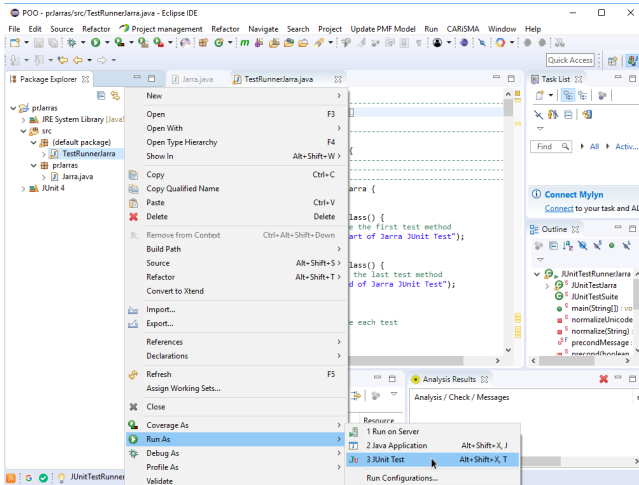 POO - prJarras/src/TestRunnerJarra.java - Eclipse IDE
File Edit Source Refactor Project management Refactor Navigate Search Project Update PMF Model Run CARiSMA Window Help
Quick Access
Package Explorer
Jarra.java
TestRunnerJarra.java
Task List
prJarras
JRE System Library [JavaS
src
(default package)
TestRunnerJarra
prJarras
Jarra.java
JUnit 4
New
Open F3
Open With
Open Type Hierarchy F4
Show In Alt+Shift+W
Copy Ctrl+C
Copy Qualified Name
Paste Ctrl+V
Delete Delete
Remove from Context Ctrl+Alt+Shift+Down
Build Path
Source Alt+Shift+S
Refactor Alt+Shift+T
Convert to Xtend
Import...
Export...
References
Declarations
Refresh F5
Assign Working Sets...
Close
Coverage As
Run As
Debug As
Profile As
Validate
{
arra {
lass() {
e the first test method
art of Jarra JUnit Test");
lass() {
the last test method
d of Jarra JUnit Test");
e each test
Find All Activ...
Connect Mylyn
Connect to your task and AL
Outline
JUnitTestRunnerJarra
JUnitTestJarra
JUnitTestSuite
main(String[]) : vo
normalizeUnicode
normalize(String) :
precondMessage :
precond(boolean
Analysis Results
Analysis / Check / Messages
Resource
1 Run on Server
2 Java Application Alt+Shift+X, J
3 JUnit Test Alt+Shift+X, T
Run Configurations...
JUnitTestRunner